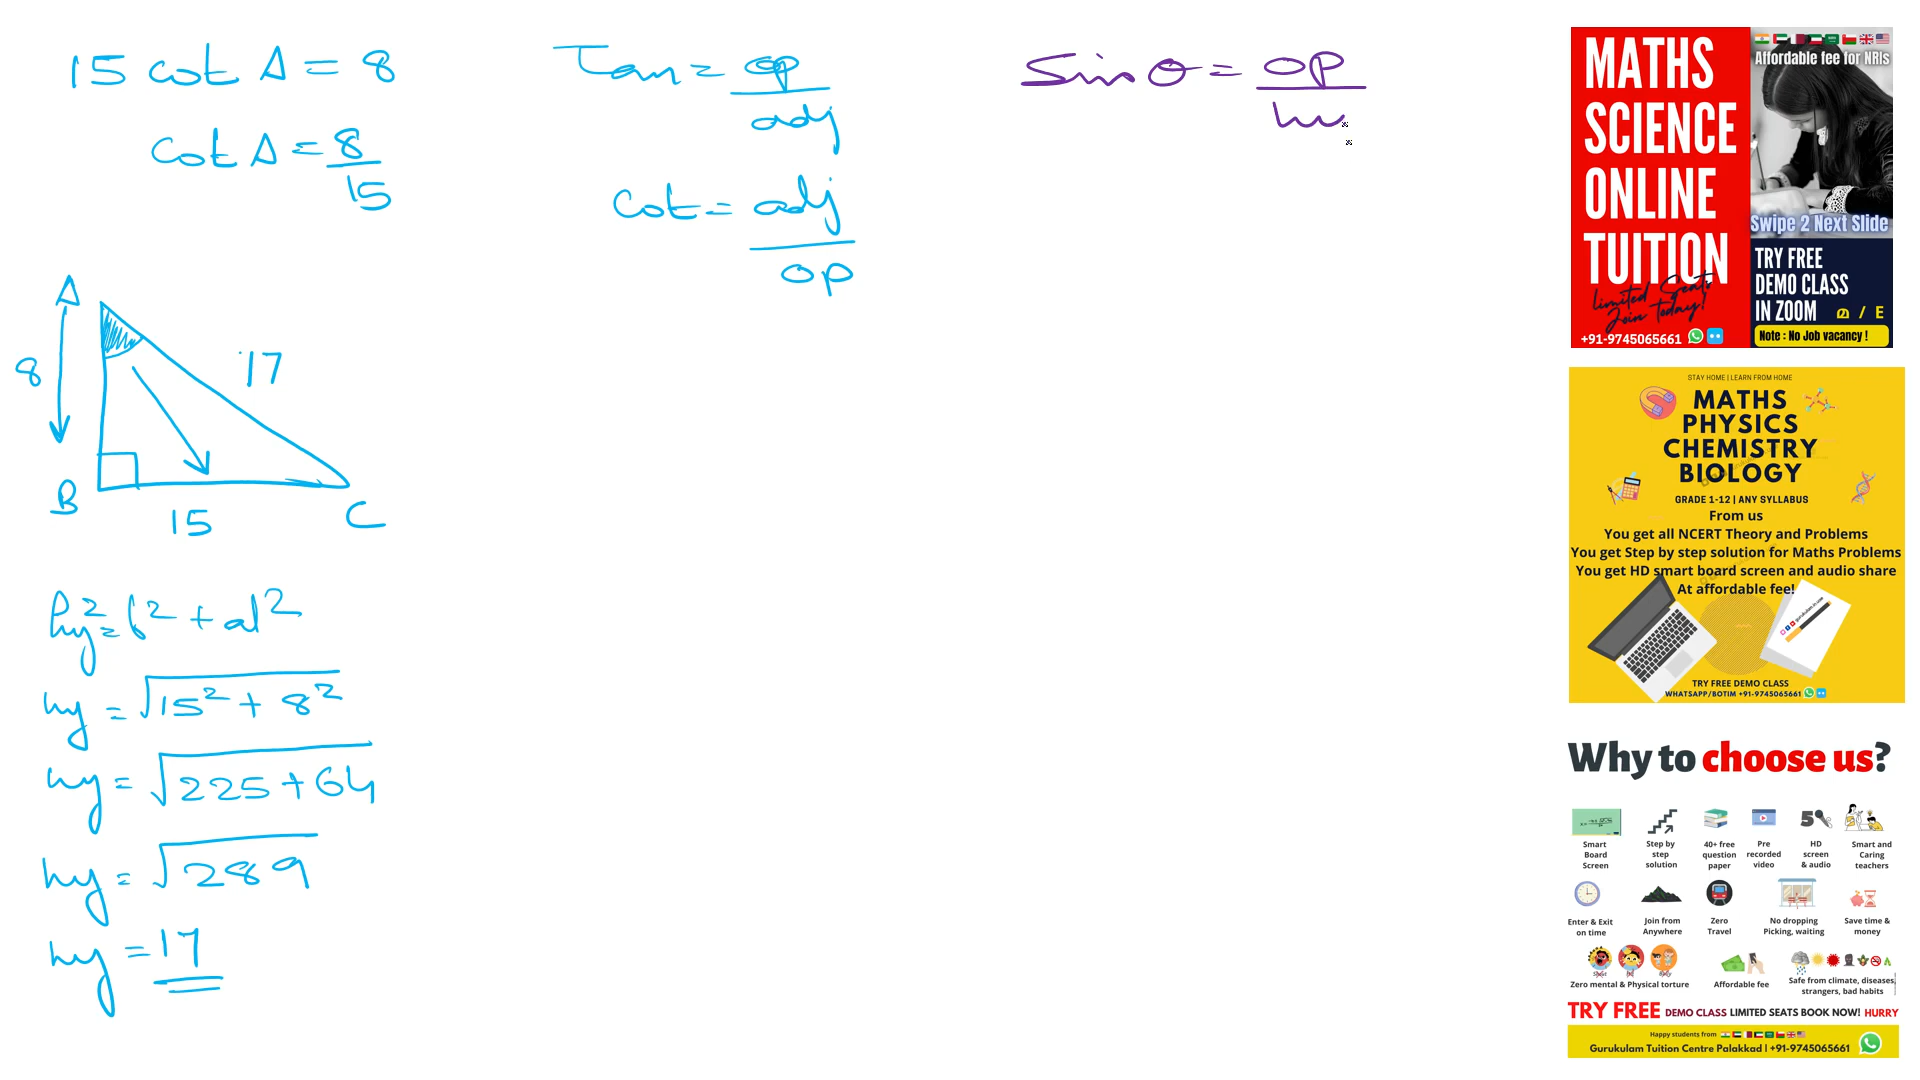 15 cot A = 8
cot A = 8
15
A
8
17
B
15
C
hy² = b² + al²
hy = √15² + 8²
hy = √225 + 64
hy = √289
hy = 17
Tan = op
adj
cot = adj
op
Sin θ = op
MATHS
SCIENCE
ONLINE
TUITION
Limited Seats
Join Today!
+91-9745065661
Affordable fee for NRIs
Swipe 2 Next Slide
TRY FREE
DEMO CLASS
IN ZOOM
മ / E
Note : No Job vacancy !
STAY HOME | LEARN FROM HOME
MATHS
PHYSICS
CHEMISTRY
BIOLOGY
GRADE 1-12 | ANY SYLLABUS
From us
You get all NCERT Theory and Problems
You get Step by step solution for Maths Problems
You get HD smart board screen and audio share
At affordable fee!
TRY FREE DEMO CLASS
WHATSAPP/BOTIM +91-9745065661
Why to choose us?
Smart Board Screen
Step by step solution
40+ free question paper
Pre recorded video
HD screen & audio
Smart and Caring teachers
Enter & Exit on time
Join from Anywhere
Zero Travel
No dropping Picking, waiting
Save time & money
Zero mental & Physical torture
Affordable fee
Safe from climate, diseases, strangers, bad habits
TRY FREE DEMO CLASS LIMITED SEATS BOOK NOW! HURRY
Happy students from
Gurukulam Tuition Centre Palakkad | +91-9745065661